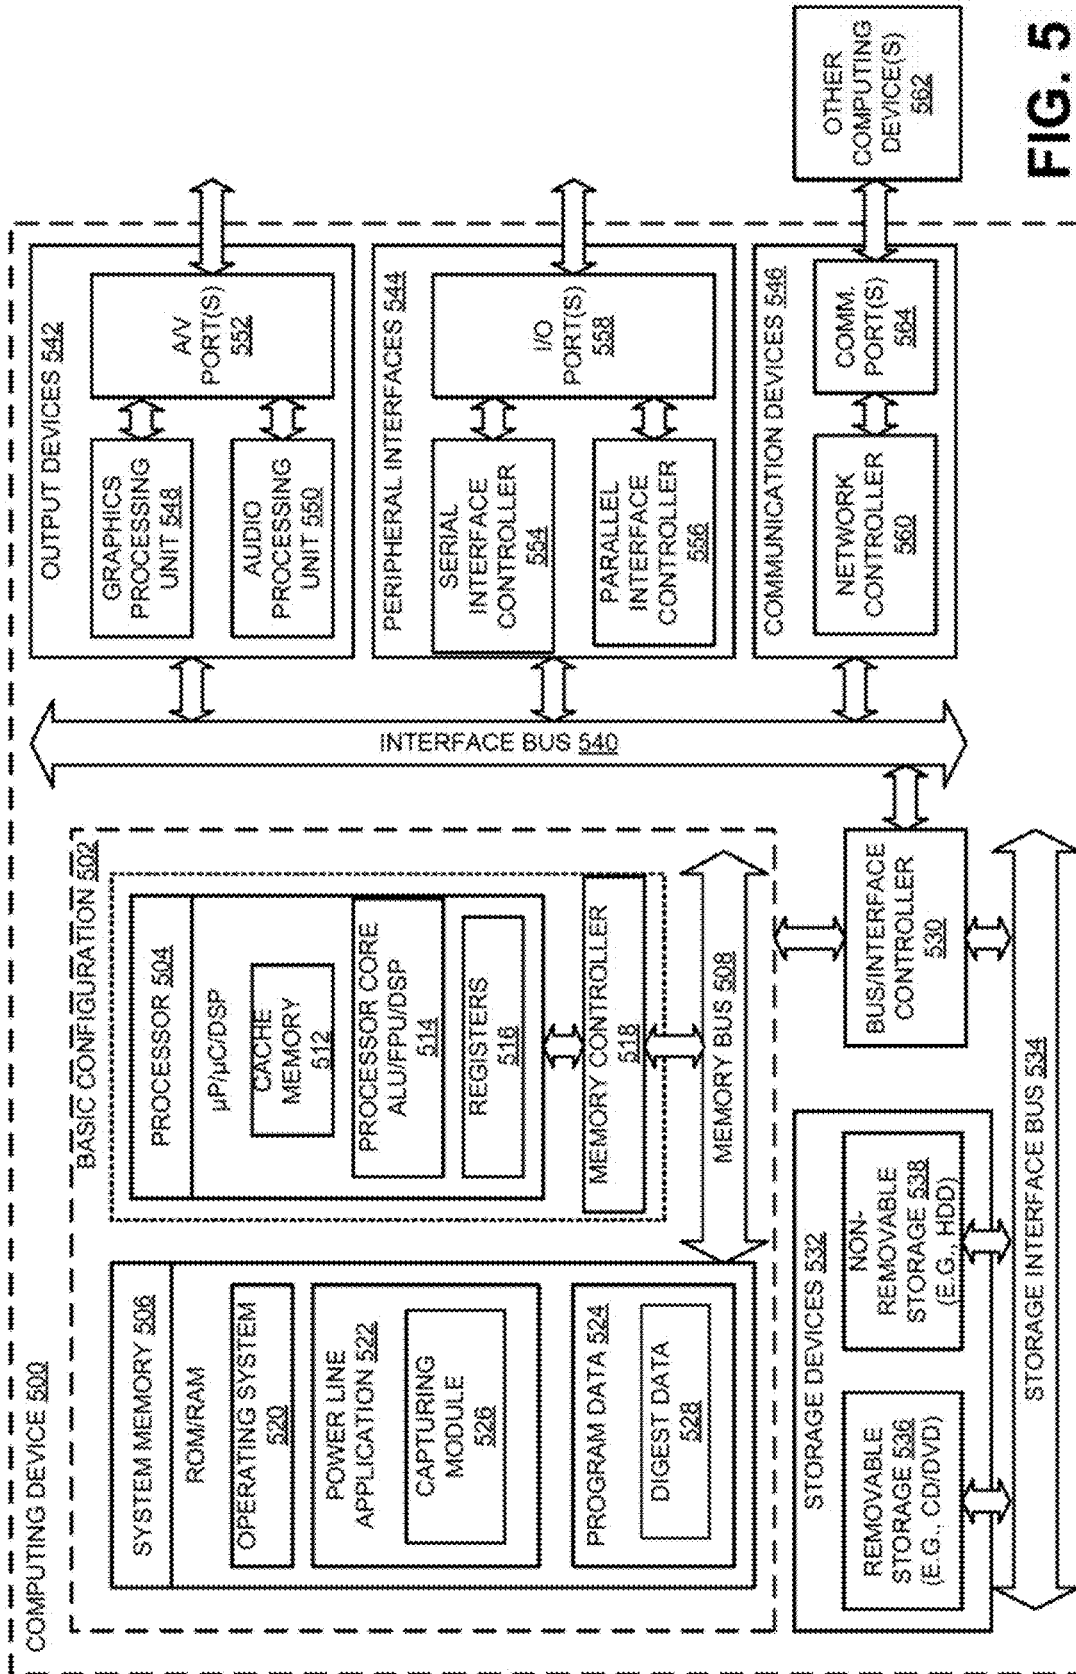 COMPUTING DEVICE 500
BASIC CONFIGURATION 502
SYSTEM MEMORY 506
ROM/RAM
OPERATING SYSTEM
520
POWER LINE
APPLICATION 522
CAPTURING
MODULE
526
PROGRAM DATA 524
DIGEST DATA
528
PROCESSOR 504
µP/µC/DSP
CACHE
MEMORY
512
PROCESSOR CORE
ALU/FPU/DSP
514
REGISTERS
516
MEMORY CONTROLLER
518
MEMORY BUS 508
BUS/INTERFACE
CONTROLLER
530
STORAGE DEVICES 532
REMOVABLE
STORAGE 536
(E.G., CD/DVD)
NON-
REMOVABLE
STORAGE 538
(E.G., HDD)
STORAGE INTERFACE BUS 534
INTERFACE BUS 540
OUTPUT DEVICES 542
GRAPHICS
PROCESSING
UNIT 548
AUDIO
PROCESSING
UNIT 550
A/V
PORT(S)
552
PERIPHERAL INTERFACES 544
SERIAL
INTERFACE
CONTROLLER
554
PARALLEL
INTERFACE
CONTROLLER
556
I/O
PORT(S)
558
COMMUNICATION DEVICES 546
NETWORK
CONTROLLER
560
COMM.
PORT(S)
564
OTHER
COMPUTING
DEVICE(S)
562
FIG. 5